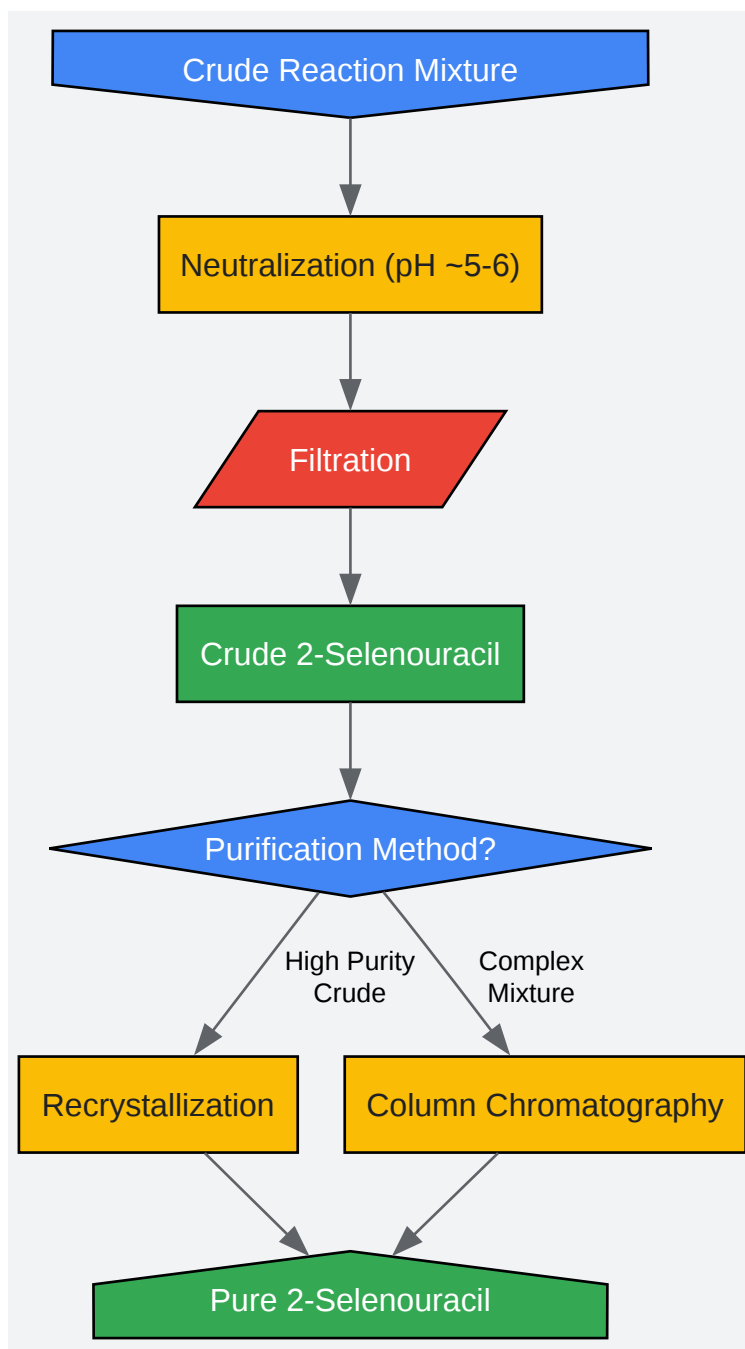 Crude Reaction Mixture
Neutralization (pH ~5-6)
Filtration
Crude 2-Selenouracil
Purification Method?
High Purity
Crude
Complex
Mixture
Recrystallization
Column Chromatography
Pure 2-Selenouracil